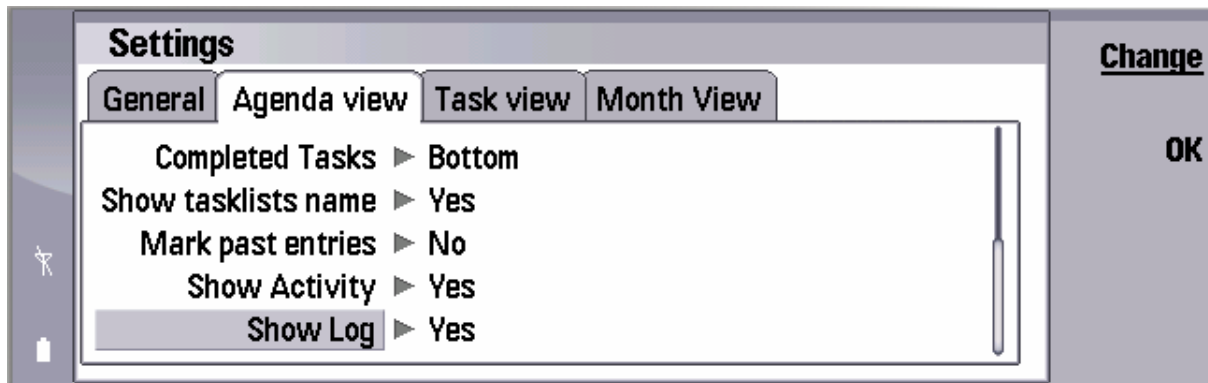 Settings
Change
General Agenda view Task view Month View
Completed Tasks ▶ Bottom
OK
Show tasklists name ▶ Yes
Mark past entries ▶ No
Show Activity ▶ Yes
Show Log ▶ Yes